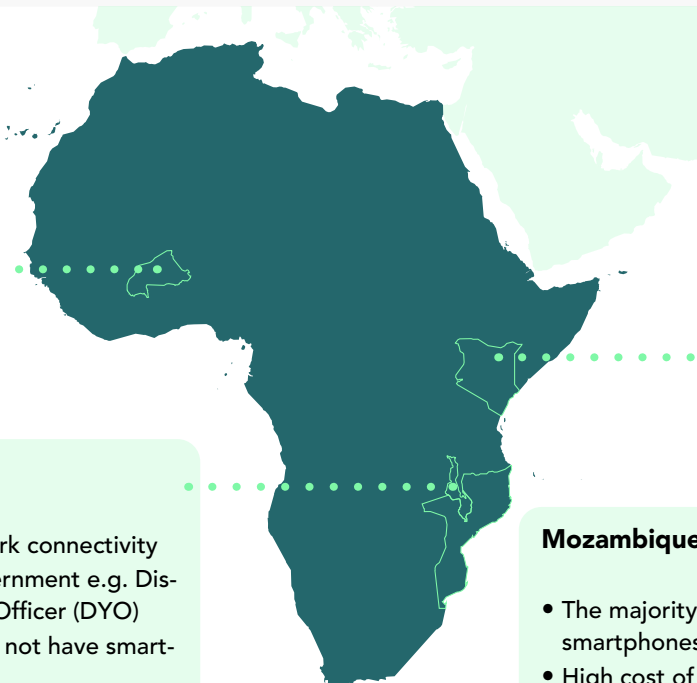 rk connectivity
ernment e.g. Dis-
Officer (DYO)
not have smart-
Mozambique
• The majority
smartphones
• High cost of